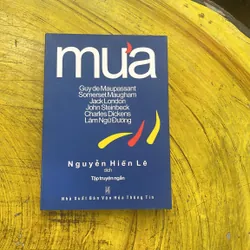 mưa
Guy de Maupassant
Somerset Maugham
Jack London
John Steinbeck
Charles Dickens
Lâm Ngữ Đường
Nguyễn Hiến Lê
dịch
Tập truyện ngắn
Nhà Xuất Bản Văn Hóa Thông Tin